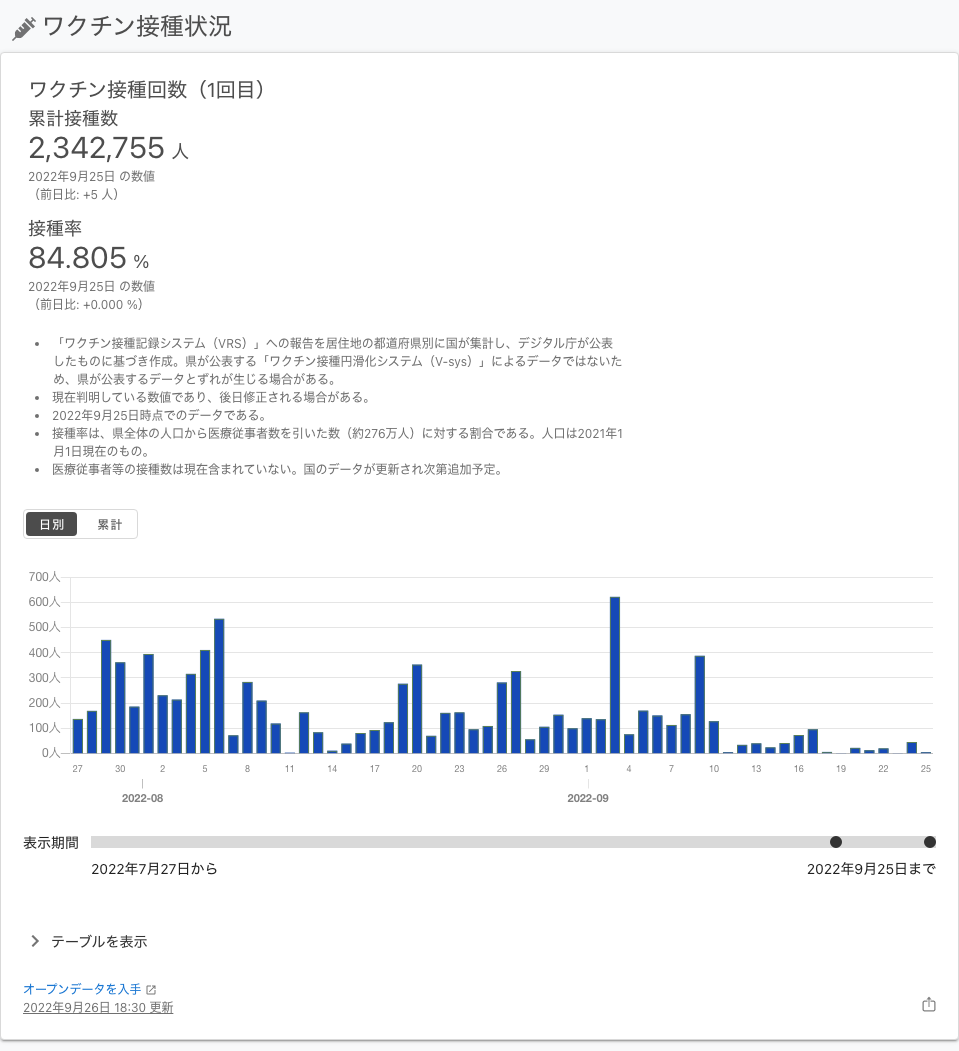 ワクチン接種状況
ワクチン接種回数（1回目）
累計接種数
2,342,755 人
2022年9月25日 の数値
（前日比: +5 人）
接種率
84.805 %
2022年9月25日 の数値
（前日比: +0.000 %）
• 「ワクチン接種記録システム（VRS）」への報告を居住地の都道府県別に国が集計し、デジタル庁が公表
したものに基づき作成。県が公表する「ワクチン接種円滑化システム（V-sys）」によるデータではないた
め、県が公表するデータとずれが生じる場合がある。
• 現在判明している数値であり、後日修正される場合がある。
• 2022年9月25日時点でのデータである。
• 接種率は、県全体の人口から医療従事者数を引いた数（約276万人）に対する割合である。人口は2021年1
月1日現在のもの。
• 医療従事者等の接種数は現在含まれていない。国のデータが更新され次第追加予定。
日別 累計
700人
600人
500人
400人
300人
200人
100人
0人
27 30 2 5 8 11 14 17 20 23 26 29 1 4 7 10 13 16 19 22 25
2022-08 2022-09
表示期間
2022年7月27日から 2022年9月25日まで
テーブルを表示
オープンデータを入手
2022年9月26日 18:30 更新